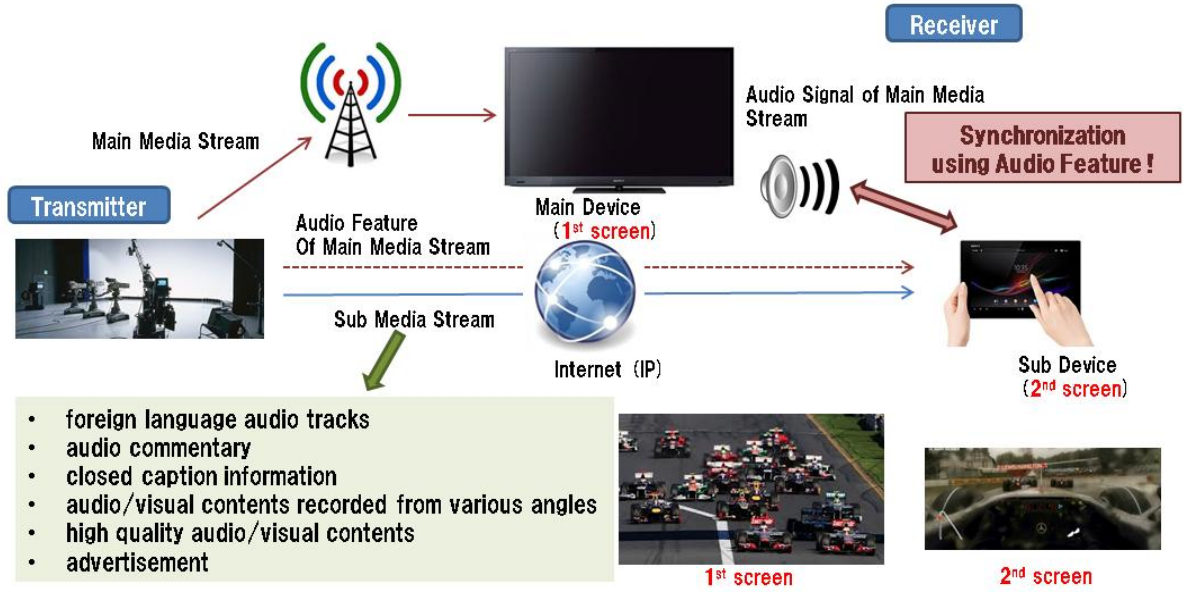 Receiver
Main Media Stream
Audio Signal of Main Media
Stream
Synchronization
using Audio Feature !
Transmitter
Audio Feature
Of Main Media Stream
Main Device
(1st screen)
Sub Media Stream
Internet (IP)
Sub Device
(2nd screen)
• foreign language audio tracks
• audio commentary
• closed caption information
• audio/visual contents recorded from various angles
• high quality audio/visual contents
• advertisement
1st screen
2nd screen